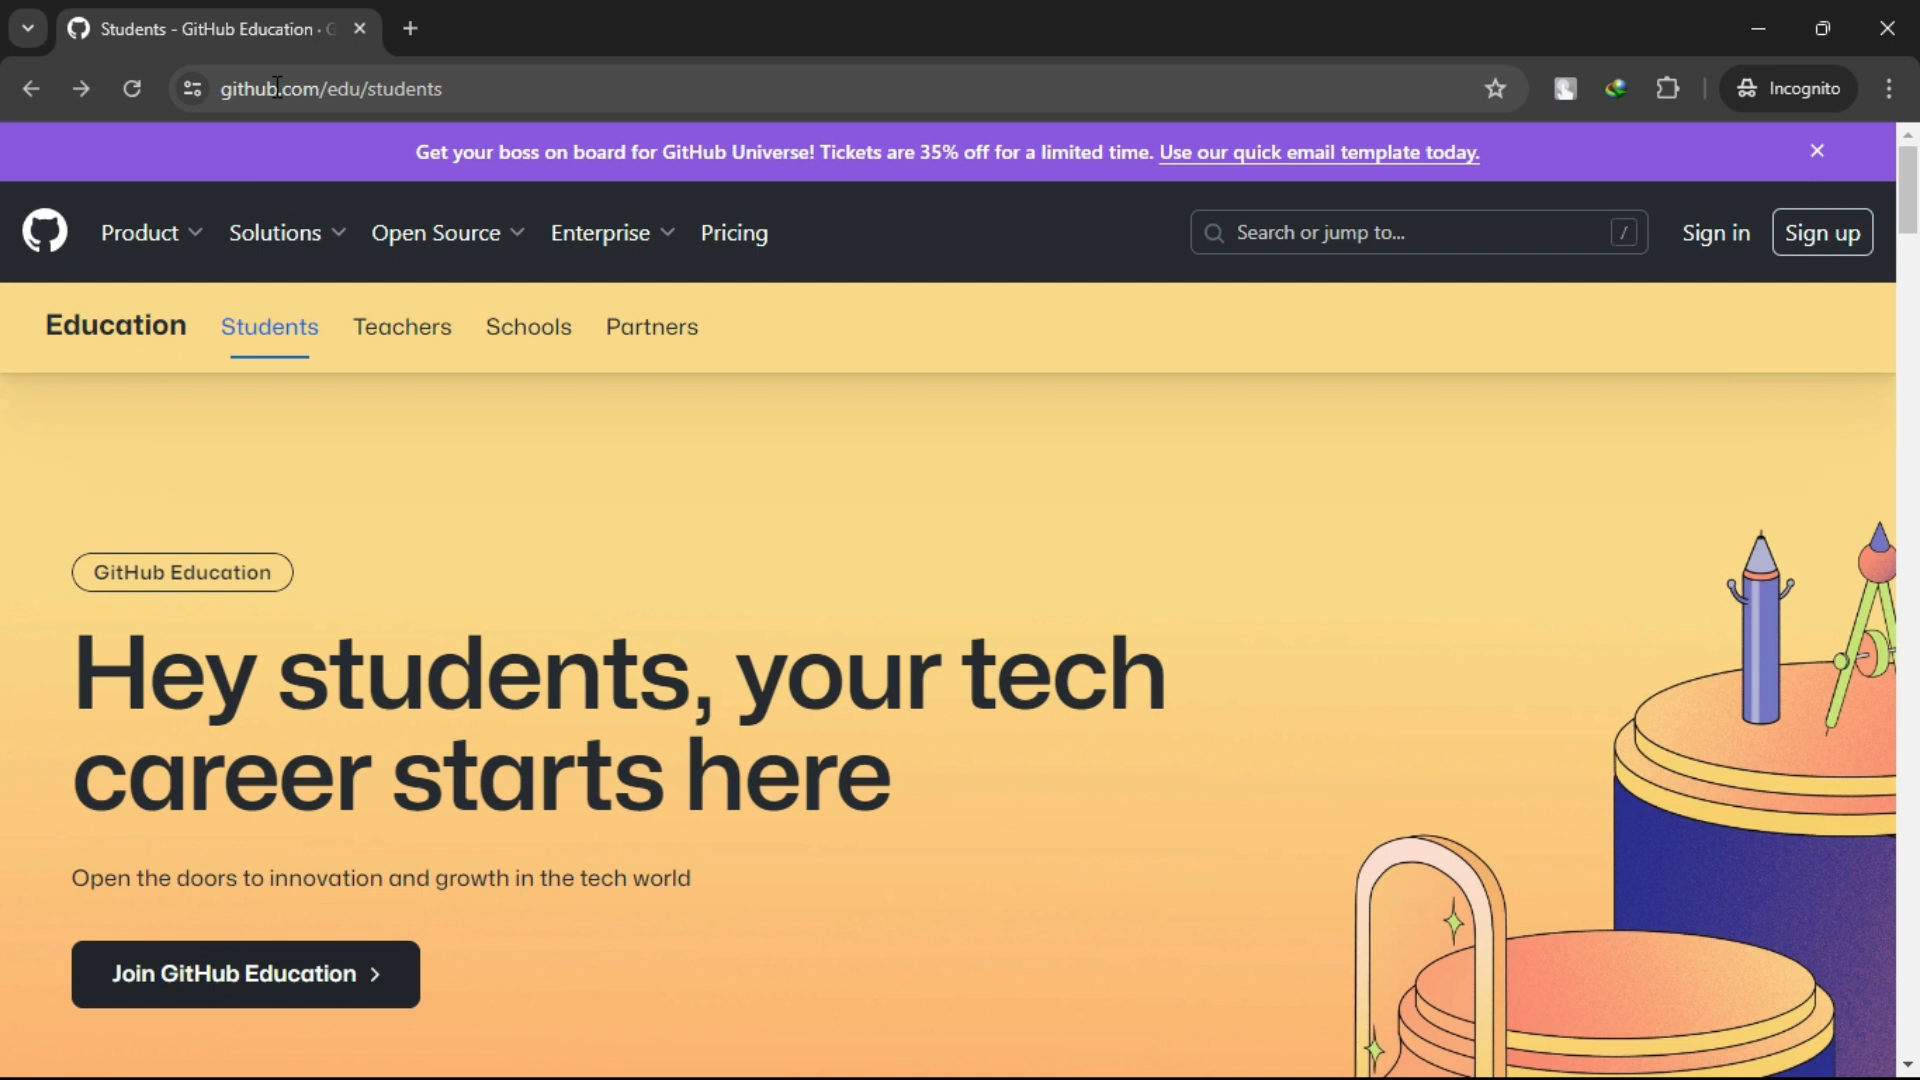 Students - GitHub Education ·
github.com/edu/students
Incognito
Get your boss on board for GitHub Universe! Tickets are 35% off for a limited time. Use our quick email template today.
Product Solutions Open Source Enterprise Pricing
Search or jump to... /
Sign in Sign up
Education Students Teachers Schools Partners
GitHub Education
Hey students, your tech
career starts here
Open the doors to innovation and growth in the tech world
Join GitHub Education